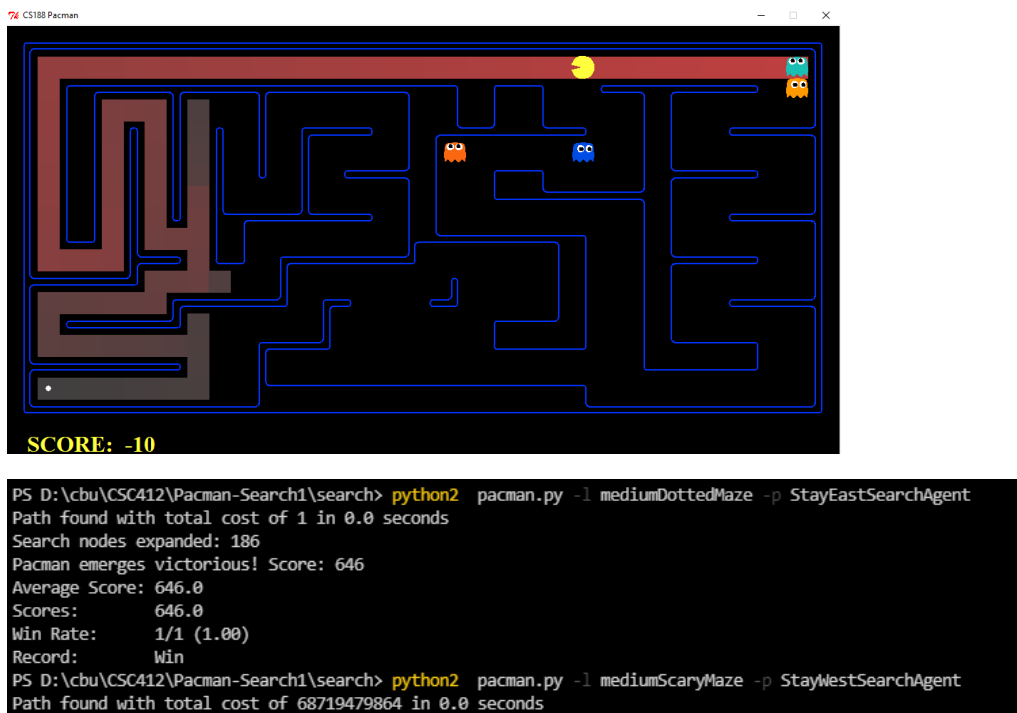 CS188 Pacman
SCORE: -10
PS D:\cbu\CSC412\Pacman-Search1\search> python2 pacman.py -l mediumDottedMaze -p StayEastSearchAgent
Path found with total cost of 1 in 0.0 seconds
Search nodes expanded: 186
Pacman emerges victorious! Score: 646
Average Score: 646.0
Scores: 646.0
Win Rate: 1/1 (1.00)
Record: Win
PS D:\cbu\CSC412\Pacman-Search1\search> python2 pacman.py -l mediumScaryMaze -p StayWestSearchAgent
Path found with total cost of 68719479864 in 0.0 seconds